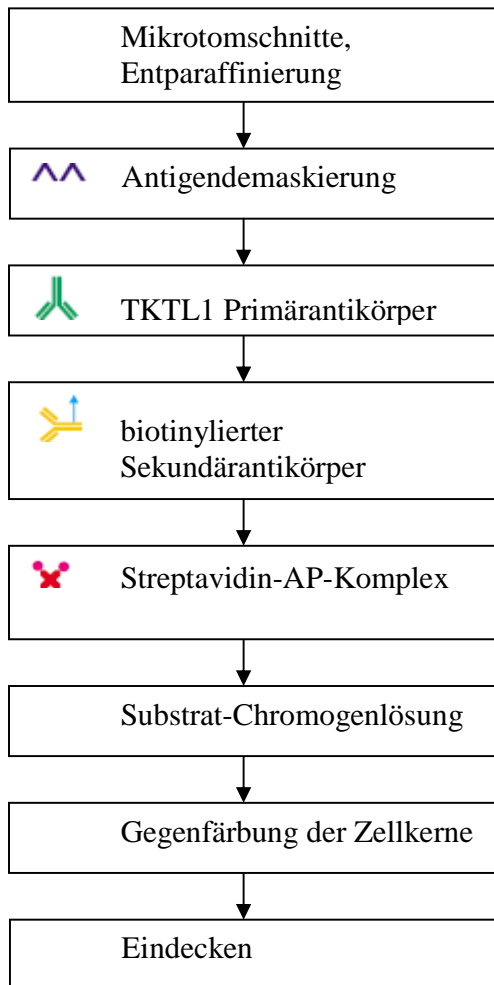 Mikrotomschnitte,
Entparaffinierung
Antigendemaskierung
TKTL1 Primärantikörper
biotinylierter
Sekundärantikörper
Streptavidin-AP-Komplex
Substrat-Chromogenlösung
Gegenfärbung der Zellkerne
Eindecken